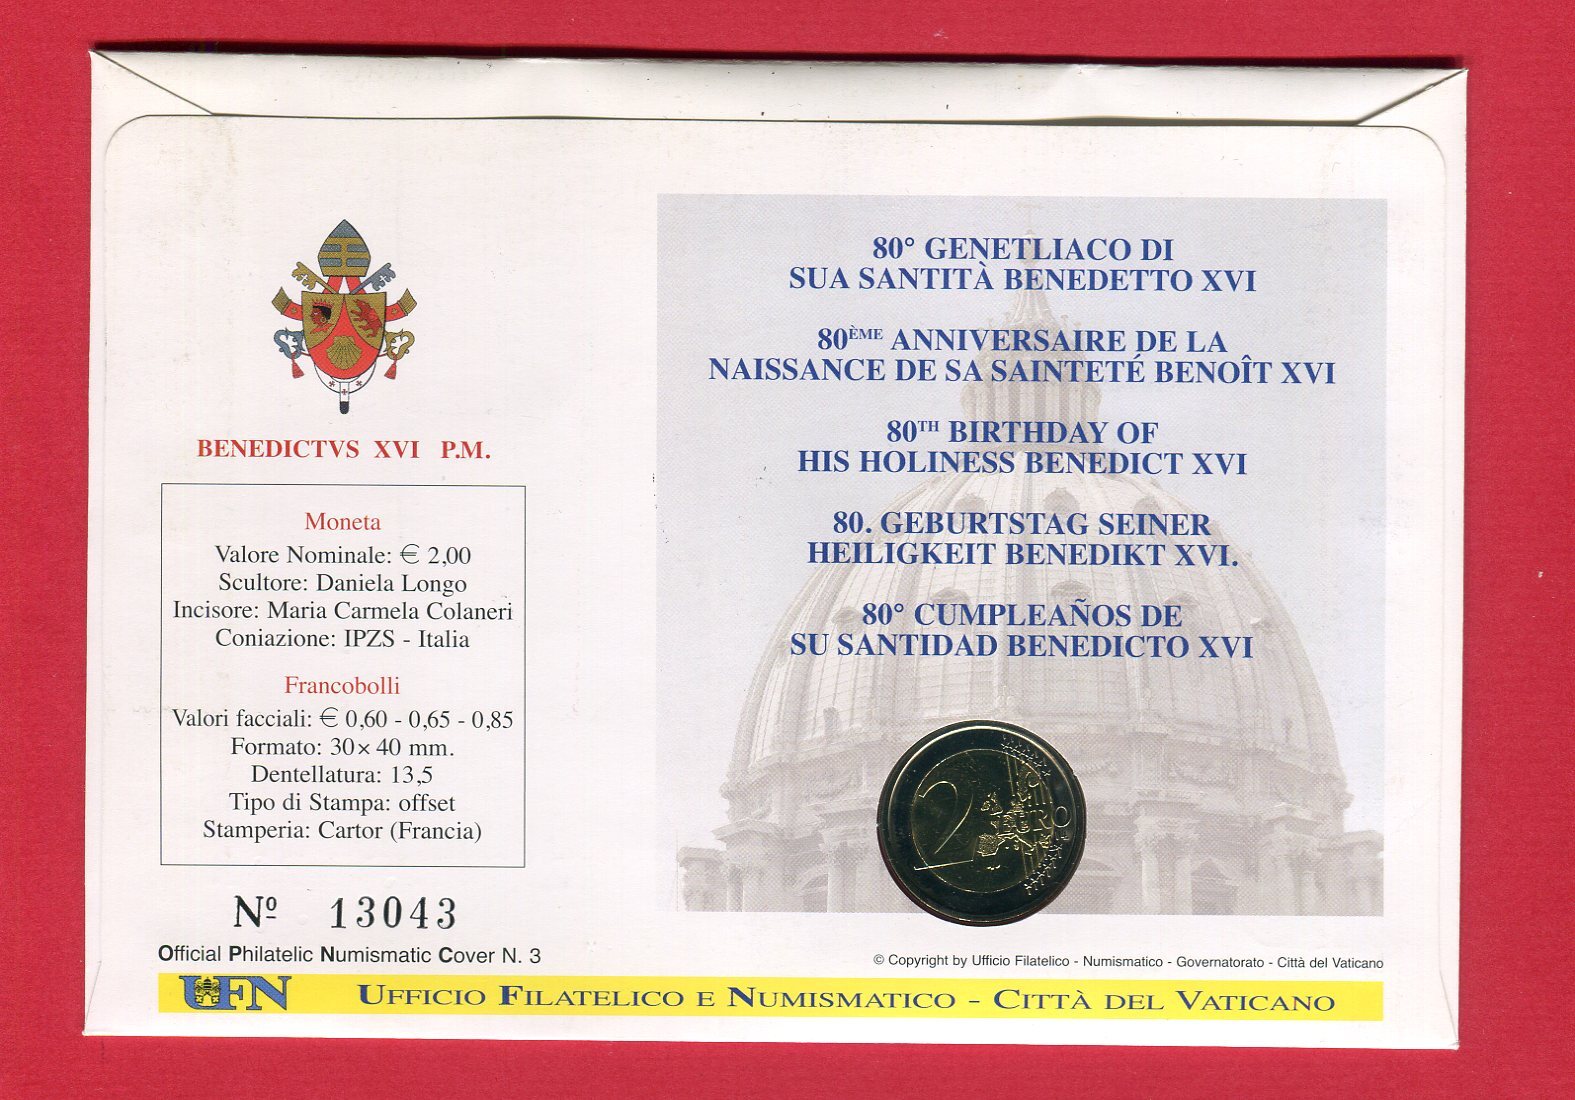 BENEDICTVS XVI P.M.
Moneta
Valore Nominale: € 2,00
Scultore: Daniela Longo
Incisore: Maria Carmela Colaneri
Coniazione: IPZS - Italia
Francobolli
Valori facciali: € 0,60 - 0,65 - 0,85
Formato: 30 × 40 mm.
Dentellatura: 13,5
Tipo di Stampa: offset
Stamperia: Cartor (Francia)
Nº 13043
Official Philatelic Numismatic Cover N. 3
80° GENETLIACO DI
SUA SANTITÀ BENEDETTO XVI
80ÈME ANNIVERSAIRE DE LA
NAISSANCE DE SA SAINTETÉ BENOÎT XVI
80TH BIRTHDAY OF
HIS HOLINESS BENEDICT XVI
80. GEBURTSTAG SEINER
HEILIGKEIT BENEDIKT XVI.
80° CUMPLEAÑOS DE
SU SANTIDAD BENEDICTO XVI
2 EURO
© Copyright by Ufficio Filatelico - Numismatico - Governatorato - Città del Vaticano
UFN UFFICIO FILATELICO E NUMISMATICO - CITTÀ DEL VATICANO